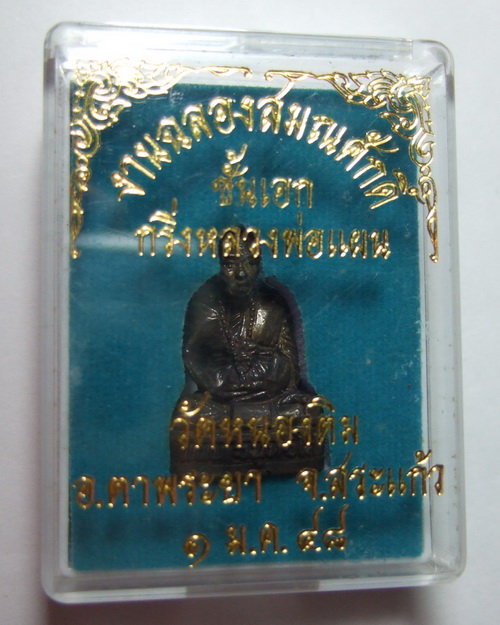 งานฉลองสมณศักดิ์
ชั้นเอก
กริ่งหลวงพ่อแผน
วัดหนองติม
อ.ตาพระยา จ.สระแก้ว
๑ ม.ค. ๔๘